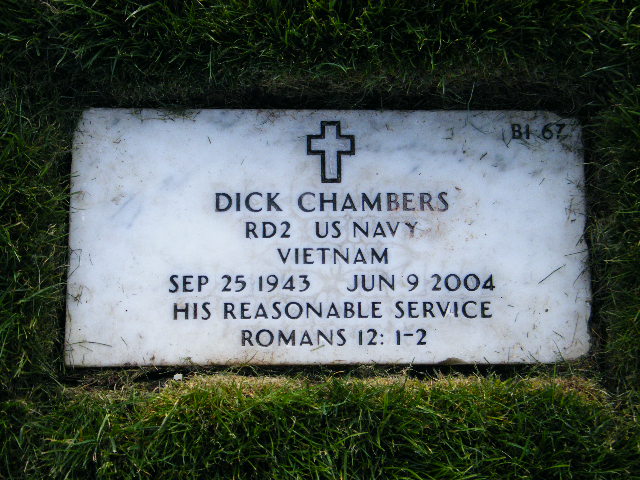 B1 67
DICK CHAMBERS
RD2 US NAVY
VIETNAM
SEP 25 1943 JUN 9 2004
HIS REASONABLE SERVICE
ROMANS 12: 1-2